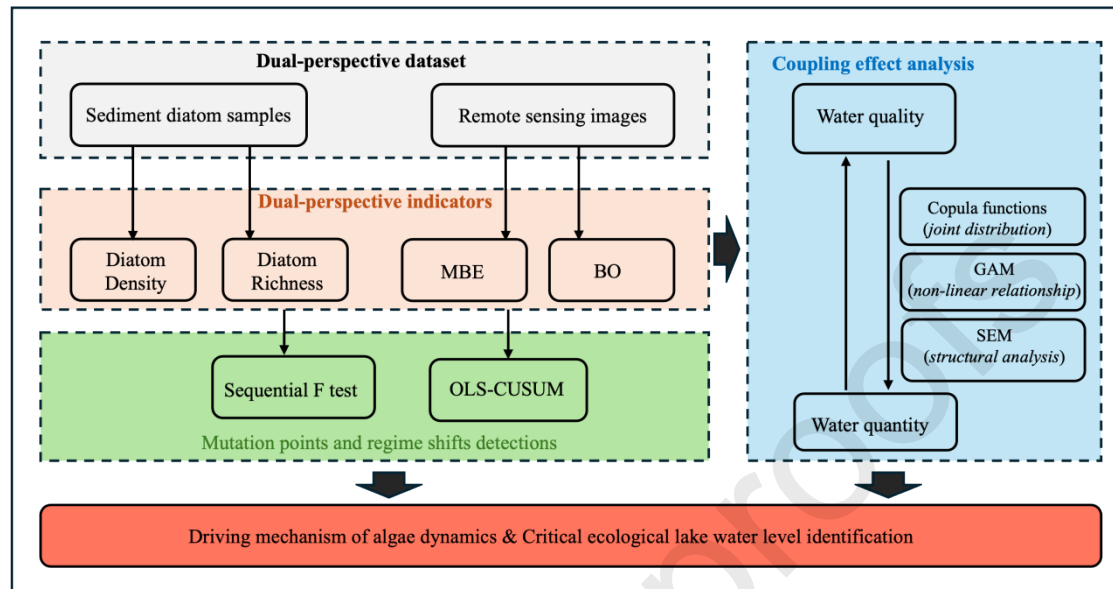 Dual-perspective dataset
Sediment diatom samples
Remote sensing images
Dual-perspective indicators
Diatom
Density
Diatom
Richness
MBE
BO
Sequential F test
OLS-CUSUM
Mutation points and regime shifts detections
Coupling effect analysis
Water quality
Copula functions
(joint distribution)
GAM
(non-linear relationship)
SEM
(structural analysis)
Water quantity
Driving mechanism of algae dynamics & Critical ecological lake water level identification
proofs